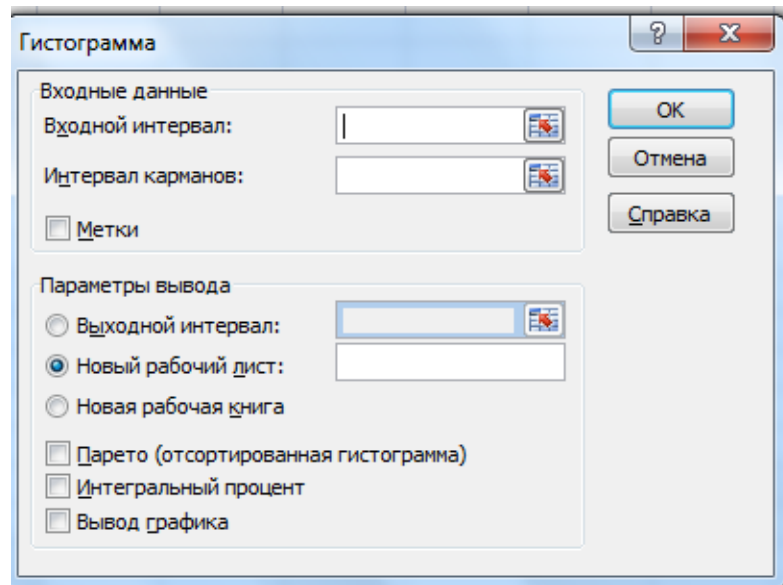 Гистограмма
Входные данные
Входной интервал:
Интервал карманов:
Метки
OK
Отмена
Справка
Параметры вывода
Выходной интервал:
Новый рабочий лист:
Новая рабочая книга
Парето (отсортированная гистограмма)
Интегральный процент
Вывод графика